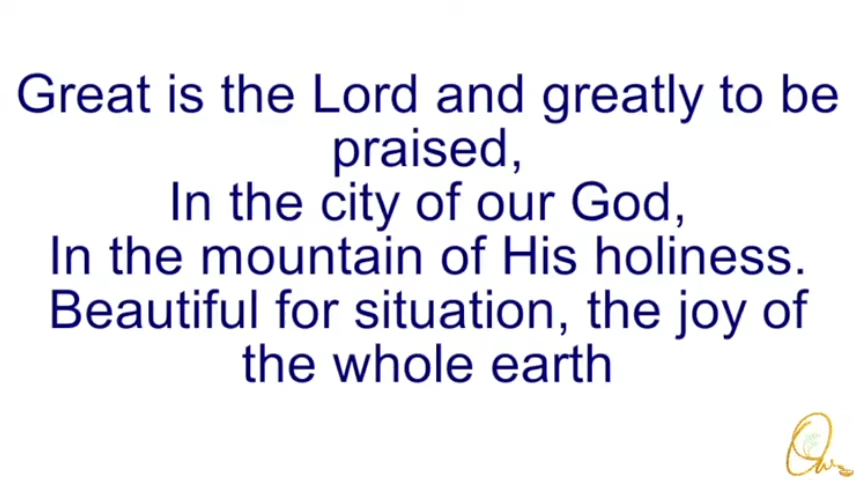 Great is the Lord and greatly to be
praised,
In the city of our God,
In the mountain of His holiness.
Beautiful for situation, the joy of
the whole earth